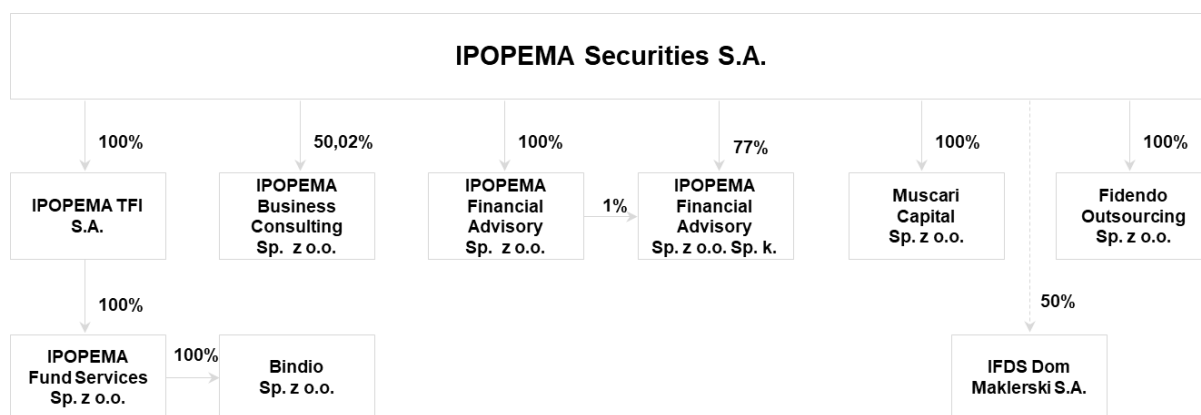 IPOPEMA Securities S.A.
100%
50,02%
100%
77%
100%
100%
IPOPEMA TFI
S.A.
IPOPEMA
Business
Consulting
Sp. z o.o.
IPOPEMA
Financial
Advisory
Sp. z o.o.
1%
IPOPEMA
Financial
Advisory
Sp. z o.o. Sp. k.
Muscari
Capital
Sp. z o.o.
Fidendo
Outsourcing
Sp. z o.o.
100%
50%
IPOPEMA
Fund Services
Sp. z o.o.
100%
Bindio
Sp. z o.o.
IFDS Dom
Maklerski S.A.